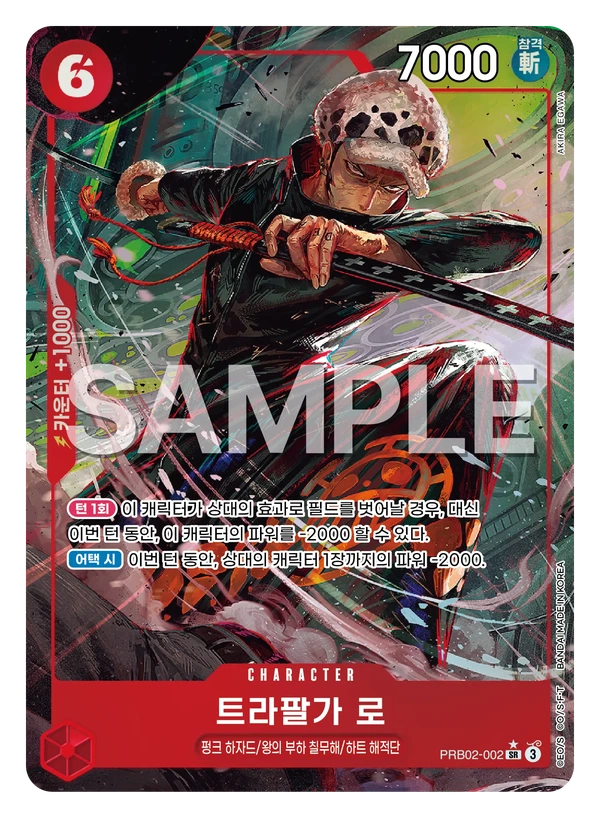 6
7000
참격
斬
AKIRA EGAWA
카운터 +1000
SAMPLE
턴 1회 이 캐릭터가 상대의 효과로 필드를 벗어날 경우, 대신
이번 턴 동안, 이 캐릭터의 파워를 -2000 할 수 있다.
어택 시 이번 턴 동안, 상대의 캐릭터 1장까지의 파워 -2000.
©EO/S ©O/S·F·T BANDAI MADE IN KOREA
CHARACTER
트라팔가 로
펑크 하자드/왕의 부하 칠무해/하트 해적단
PRB02-002 SR 3